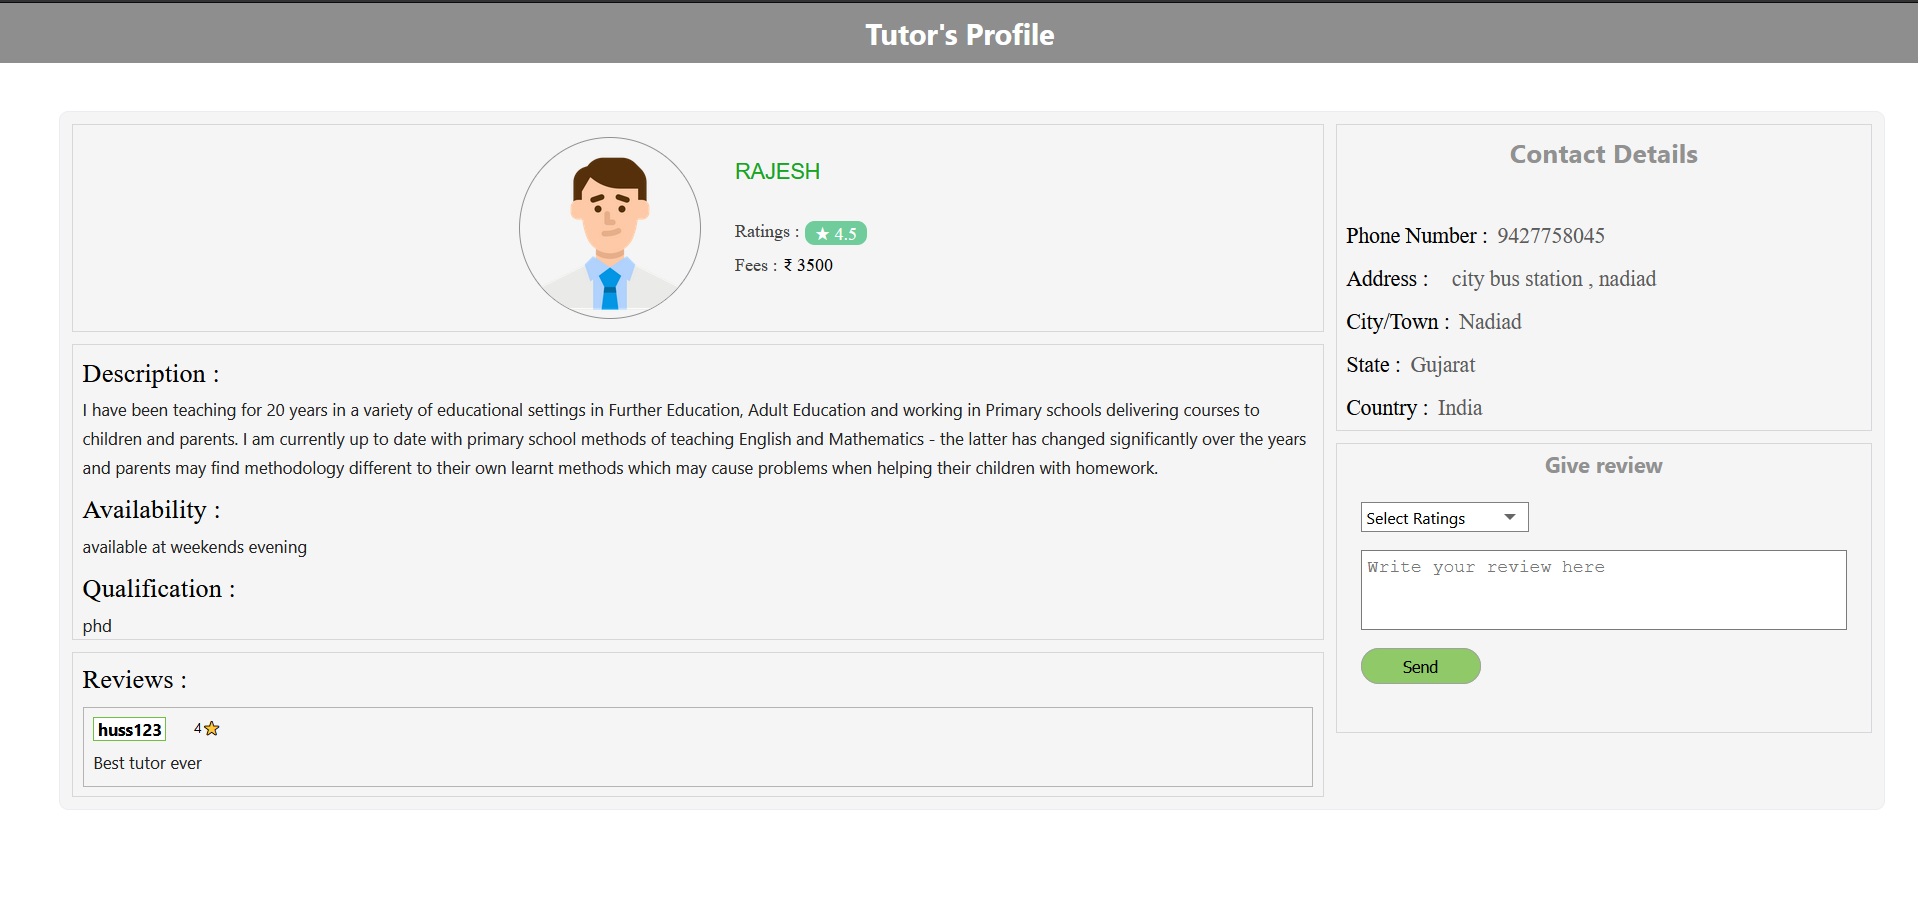 Tutor's Profile
RAJESH
Ratings : ★ 4.5
Fees : ₹ 3500
Description :
I have been teaching for 20 years in a variety of educational settings in Further Education, Adult Education and working in Primary schools delivering courses to
children and parents. I am currently up to date with primary school methods of teaching English and Mathematics - the latter has changed significantly over the years
and parents may find methodology different to their own learnt methods which may cause problems when helping their children with homework.
Availability :
available at weekends evening
Qualification :
phd
Reviews :
huss123 4⭐
Best tutor ever
Contact Details
Phone Number : 9427758045
Address : city bus station , nadiad
City/Town : Nadiad
State : Gujarat
Country : India
Give review
Select Ratings
Write your review here
Send